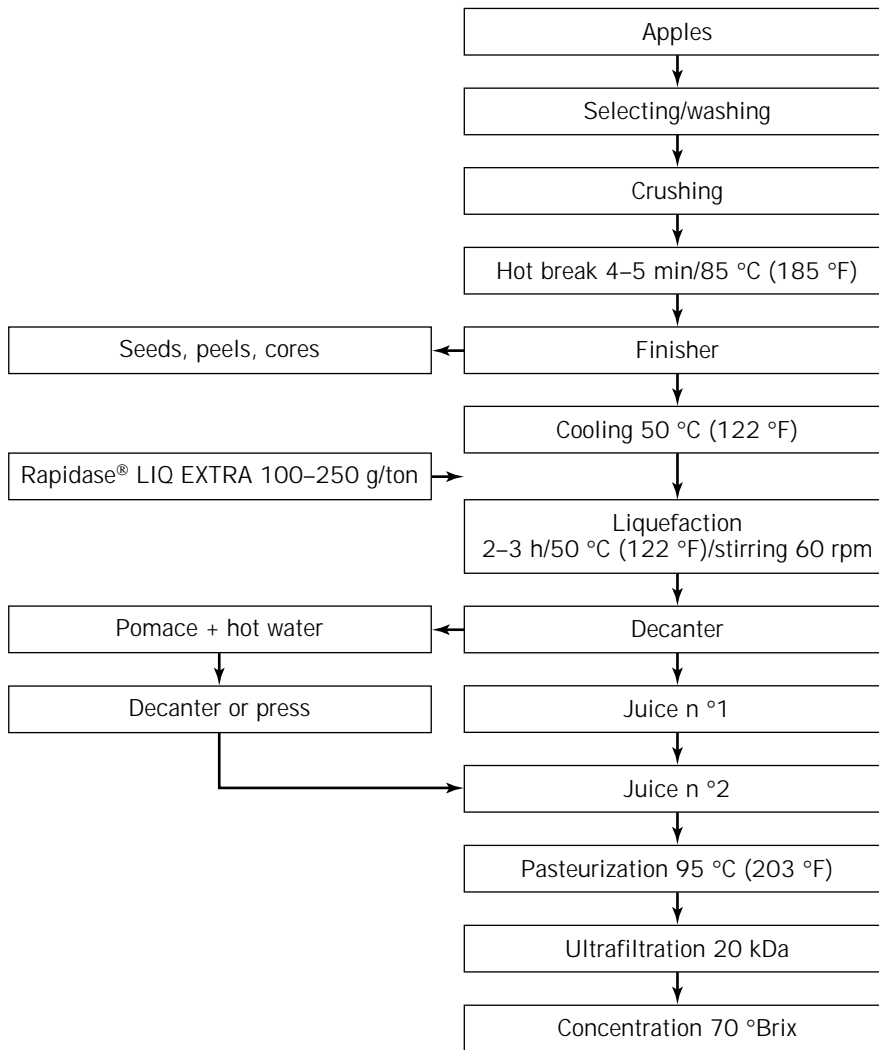 Apples
Selecting/washing
Crushing
Hot break 4–5 min/85 °C (185 °F)
Seeds, peels, cores
Finisher
Cooling 50 °C (122 °F)
Rapidase® LIQ EXTRA 100–250 g/ton
Liquefaction
2–3 h/50 °C (122 °F)/stirring 60 rpm
Pomace + hot water
Decanter
Decanter or press
Juice n °1
Juice n °2
Pasteurization 95 °C (203 °F)
Ultrafiltration 20 kDa
Concentration 70 °Brix